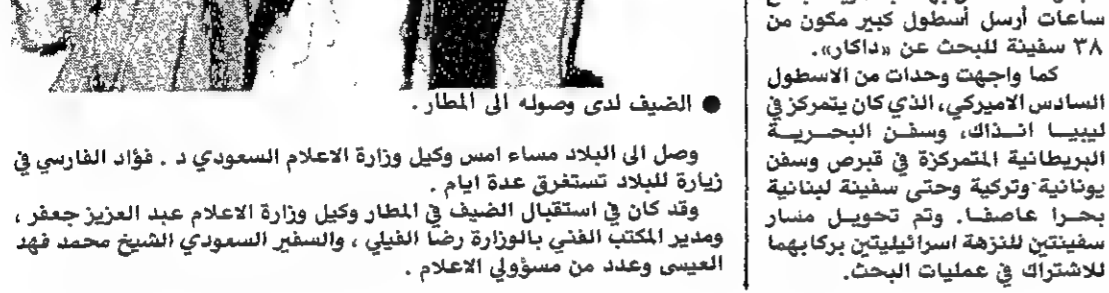 ساعات أرسل أسطول كبير مكون من
٣٨ سفينة للبحث عن «داكار».
كما واجهت وحدات من الاسطول
السادس الاميركي، الذي كان يتمركز في
ليبيا انذاك، وسفن البحرية
البريطانية المتمركزة في قبرص وسفن
يونانية وتركية وحتى سفينة لبنانية
بحرا عاصفا. وتم تحويل مسار
سفينتين للنزهة اسرائيليتين بركابهما
للاشتراك في عمليات البحث.
● الضيف لدى وصوله الى المطار .
وصل الى البلاد مساء امس وكيل وزارة الاعلام السعودي د . فؤاد الفارسي في
زيارة للبلاد تستغرق عدة ايام .
وقد كان في استقبال الضيف في المطار وكيل وزارة الاعلام عبد العزيز جعفر ،
ومدير المكتب الفني بالوزارة رضا الفيلي ، والسفير السعودي الشيخ محمد فهد
العيسى وعدد من مسؤولي الاعلام .